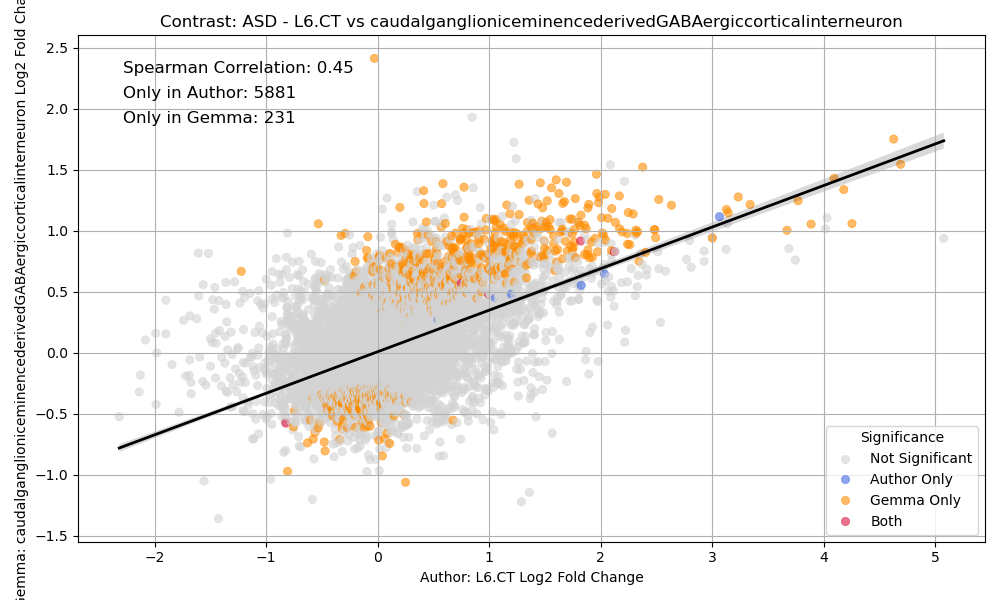 Contrast: ASD - L6.CT vs caudalganglioniceminencederivedGABAergiccorticalinterneuron
Spearman Correlation: 0.45
Only in Author: 5881
Only in Gemma: 231
2.5
2.0
1.5
1.0
0.5
0.0
−0.5
−1.0
−1.5
caudalganglioniceminencederivedGABAergiccorticalinterneuron Log2 Fold
−2
−1
0
1
2
3
4
5
Author: L6.CT Log2 Fold Change
Significance
Not Significant
Author Only
Gemma Only
Both